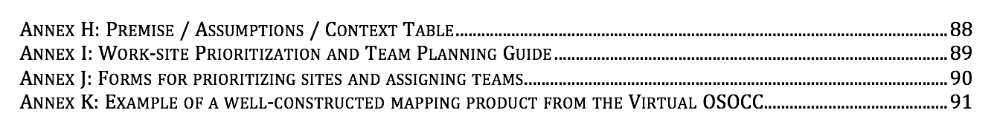 Annex H: Premise / Assumptions / Context Table........................................................................88
Annex I: Work-site Prioritization and Team Planning Guide........................................................................89
Annex J: Forms for prioritizing sites and assigning teams........................................................................90
Annex K: Example of a well-constructed mapping product from the Virtual OSOCC........................................................................91